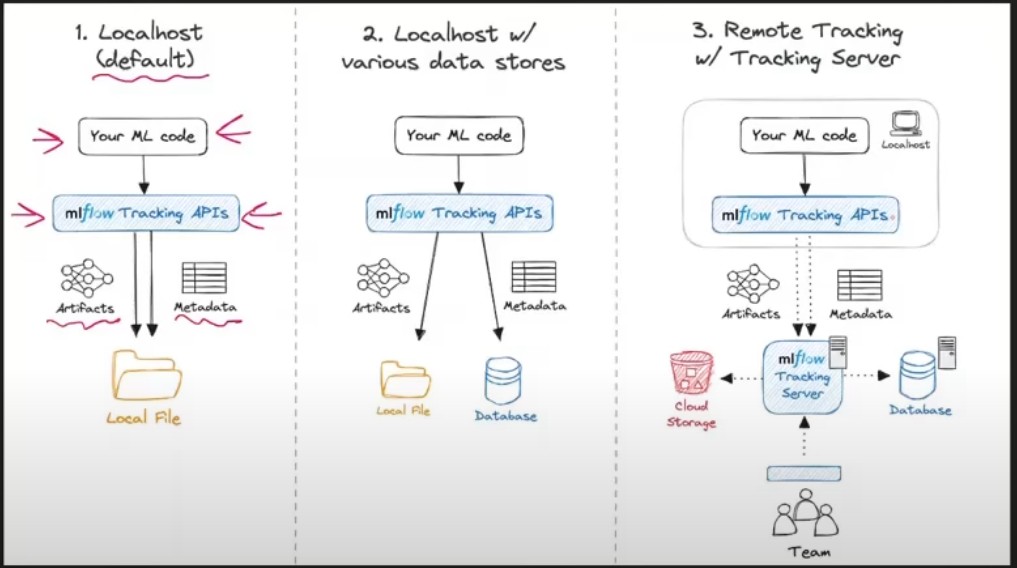 1. Localhost
(default)
Your ML code
mlflow Tracking APIs
Artifacts
Metadata
Local File
2. Localhost w/
various data stores
Your ML code
mlflow Tracking APIs
Artifacts
Metadata
Local File
Database
3. Remote Tracking
w/ Tracking Server
Your ML code
Localhost
mlflow Tracking APIs
Artifacts
Metadata
mlflow
Tracking
Server
Cloud
Storage
Database
Team